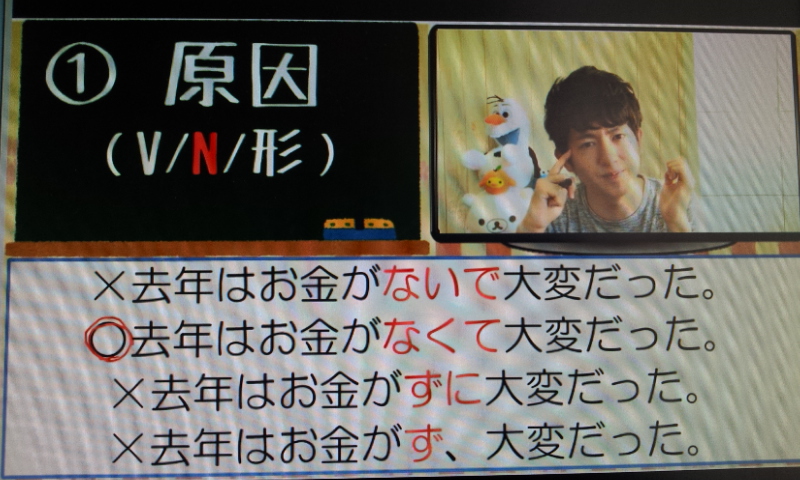 ① 原因
(V/N/形)
×去年はお金がないで大変だった。
○去年はお金がなくて大変だった。
×去年はお金がずに大変だった。
×去年はお金がず、大変だった。